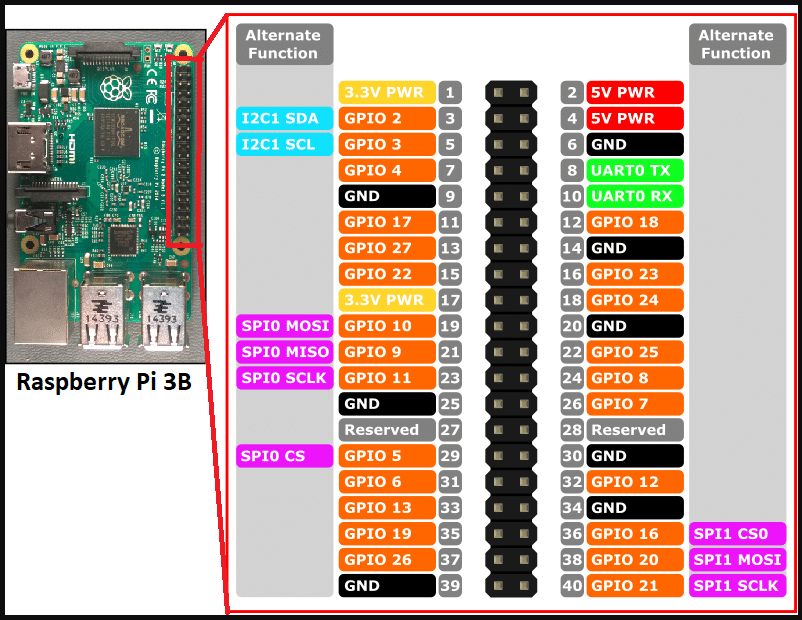 Alternate
Function
Alternate
Function
3.3V PWR 1 2 5V PWR
I2C1 SDA GPIO 2 3 4 5V PWR
I2C1 SCL GPIO 3 5 6 GND
GPIO 4 7 8 UART0 TX
GND 9 10 UART0 RX
GPIO 17 11 12 GPIO 18
GPIO 27 13 14 GND
GPIO 22 15 16 GPIO 23
3.3V PWR 17 18 GPIO 24
SPI0 MOSI GPIO 10 19 20 GND
SPI0 MISO GPIO 9 21 22 GPIO 25
SPI0 SCLK GPIO 11 23 24 GPIO 8
GND 25 26 GPIO 7
Reserved 27 28 Reserved
SPI0 CS GPIO 5 29 30 GND
GPIO 6 31 32 GPIO 12
GPIO 13 33 34 GND
GPIO 19 35 36 GPIO 16 SPI1 CS0
GPIO 26 37 38 GPIO 20 SPI1 MOSI
GND 39 40 GPIO 21 SPI1 SCLK
HDMI
14393
14393
Raspberry Pi 3B